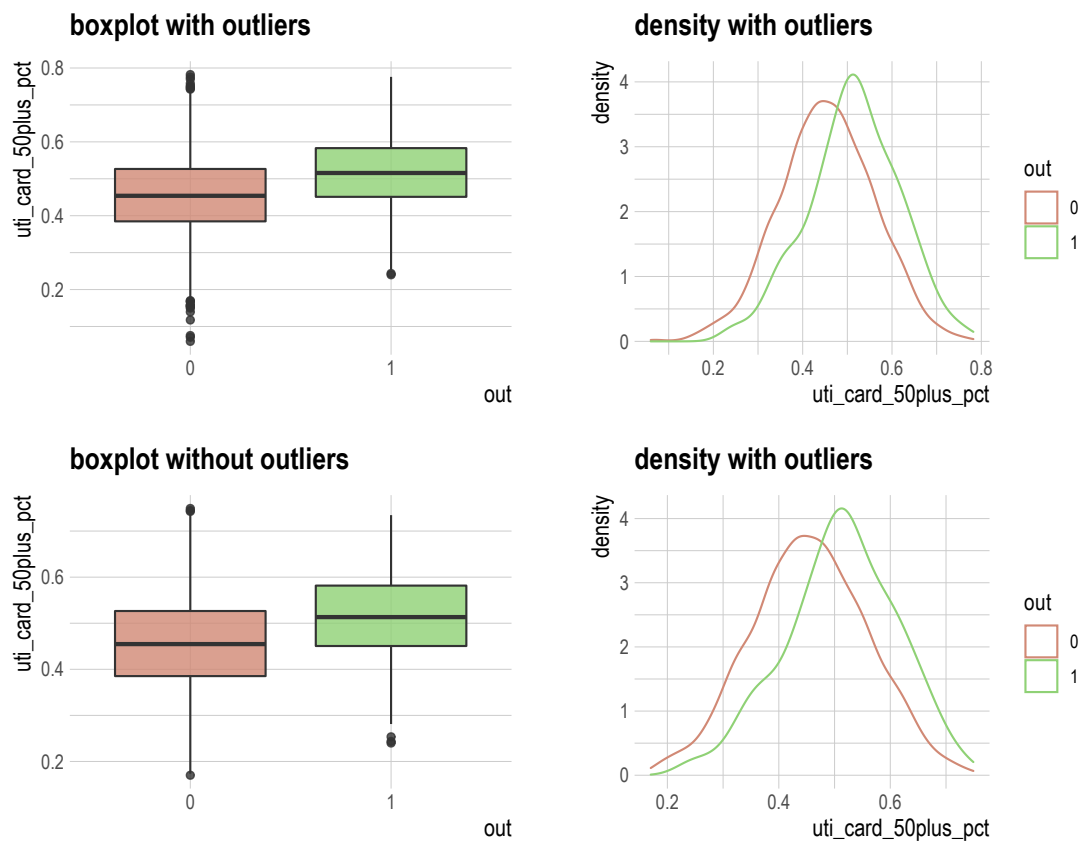 boxplot with outliers
uti_card_50plus_pct
0.8
0.6
0.4
0.2
0
1
out
density with outliers
density
4
3
2
1
0
0.2
0.4
0.6
0.8
uti_card_50plus_pct
out
0
1
boxplot without outliers
uti_card_50plus_pct
0.6
0.4
0.2
0
1
out
density with outliers
density
4
3
2
1
0
0.2
0.4
0.6
uti_card_50plus_pct
out
0
1